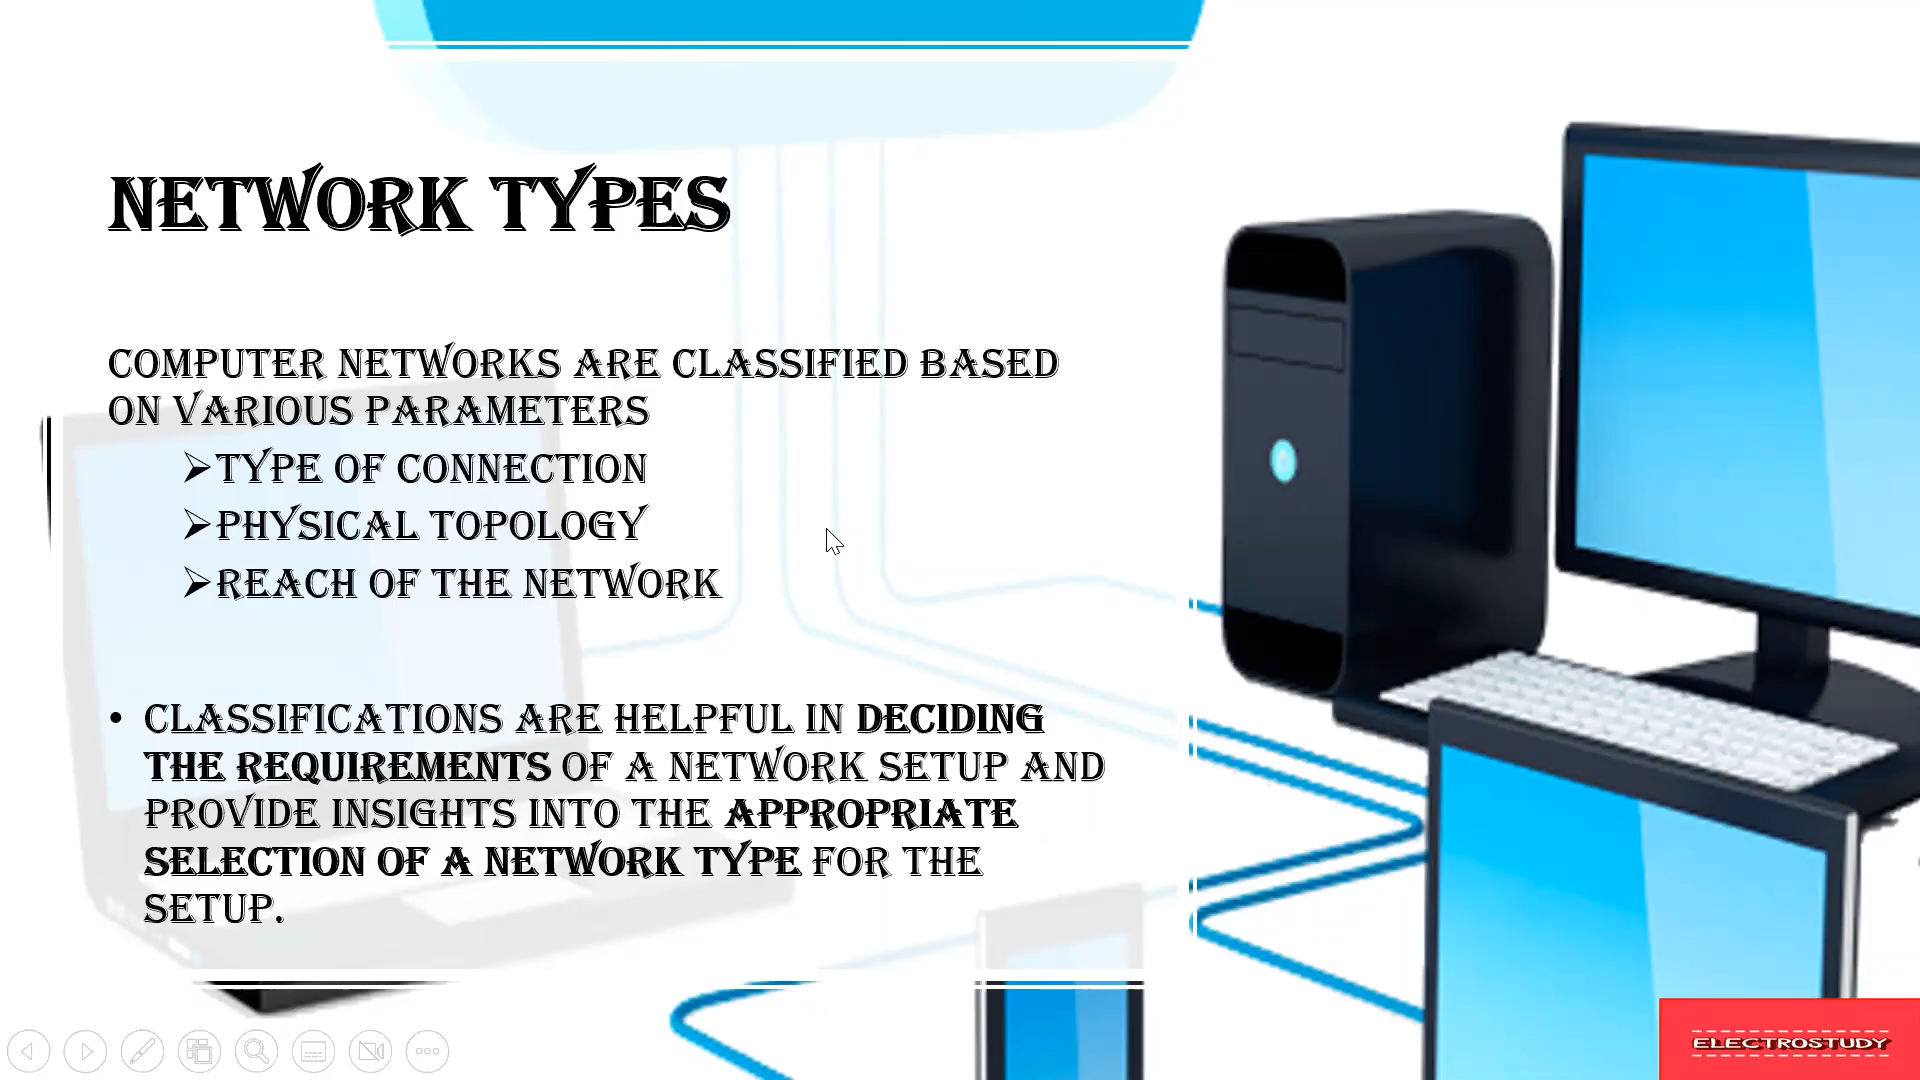 NETWORK TYPES
COMPUTER NETWORKS ARE CLASSIFIED BASED
ON VARIOUS PARAMETERS
➢TYPE OF CONNECTION
➢PHYSICAL TOPOLOGY
➢REACH OF THE NETWORK
• CLASSIFICATIONS ARE HELPFUL IN DECIDING
THE REQUIREMENTS OF A NETWORK SETUP AND
PROVIDE INSIGHTS INTO THE APPROPRIATE
SELECTION OF A NETWORK TYPE FOR THE
SETUP.
ELECTROSTUDY